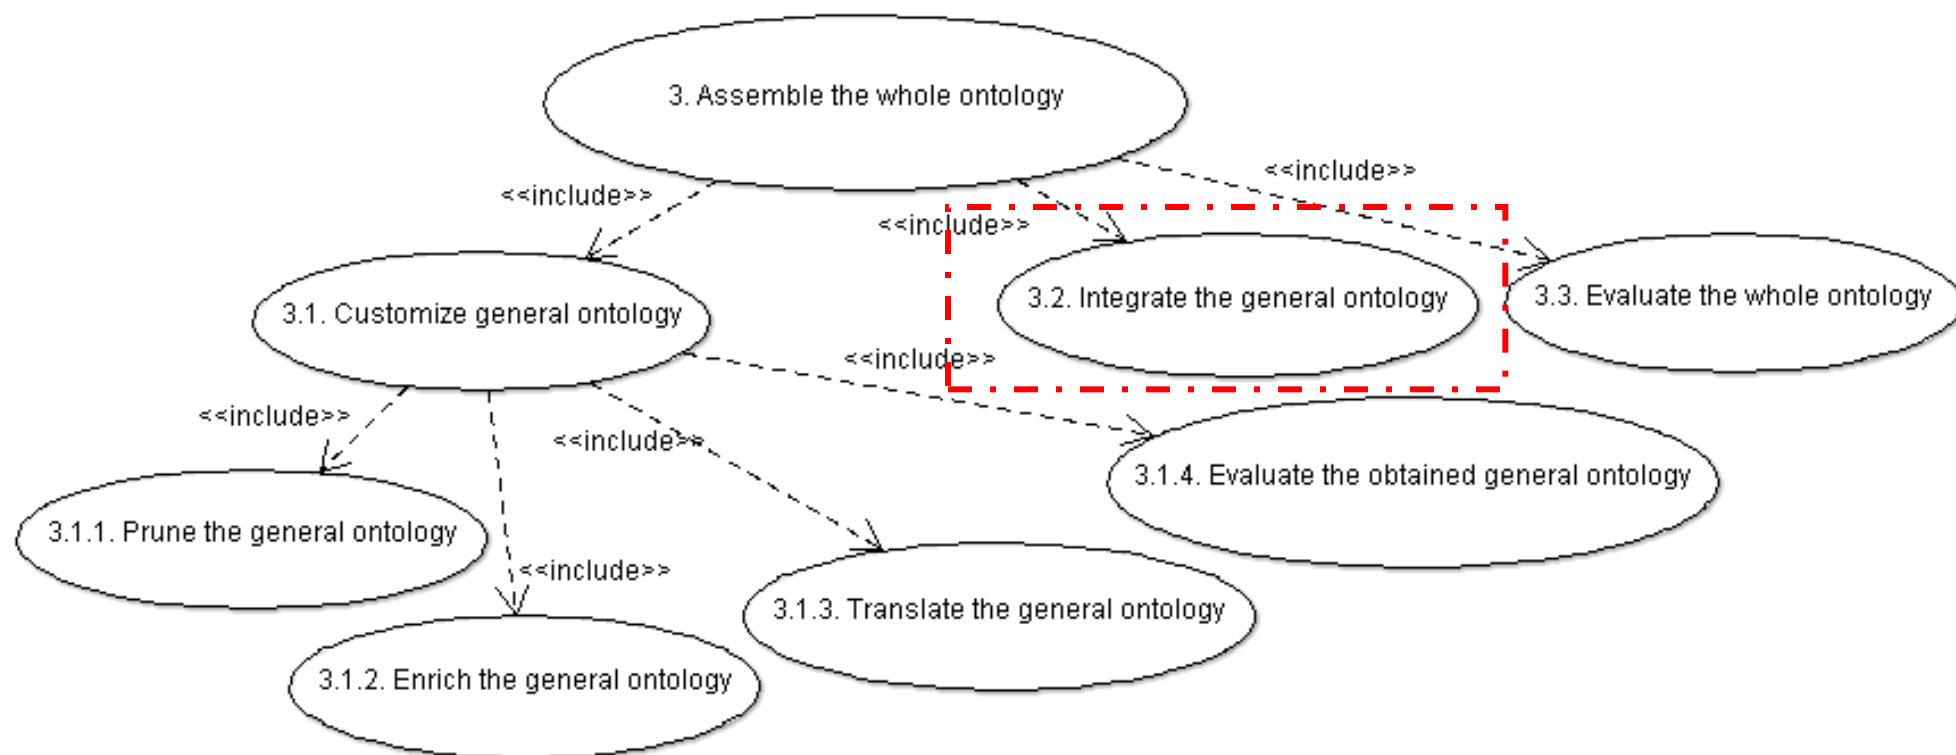 3. Assemble the whole ontology
<<include>>
<<include>>
<<include>>
3.1. Customize general ontology
3.2. Integrate the general ontology
3.3. Evaluate the whole ontology
<<include>>
<<include>>
<<include>>
<<include>>
3.1.4. Evaluate the obtained general ontology
3.1.1. Prune the general ontology
3.1.3. Translate the general ontology
3.1.2. Enrich the general ontology